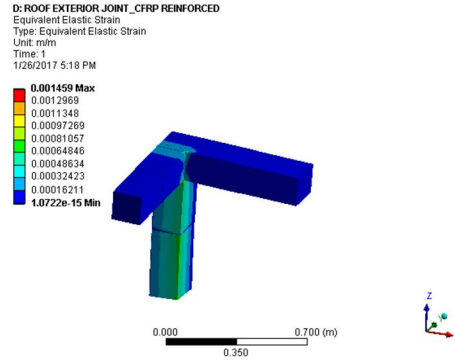 D: ROOF EXTERIOR JOINT_CFRP REINFORCED
Equivalent Elastic Strain
Type: Equivalent Elastic Strain
Unit: m/m
Time: 1
1/26/2017 5:18 PM
0.001459 Max
0.0012969
0.0011348
0.00097269
0.00081057
0.00064846
0.00048634
0.00032423
0.00016211
1.0722e-15 Min
Z
Y
0.000
0.700 (m)
0.350